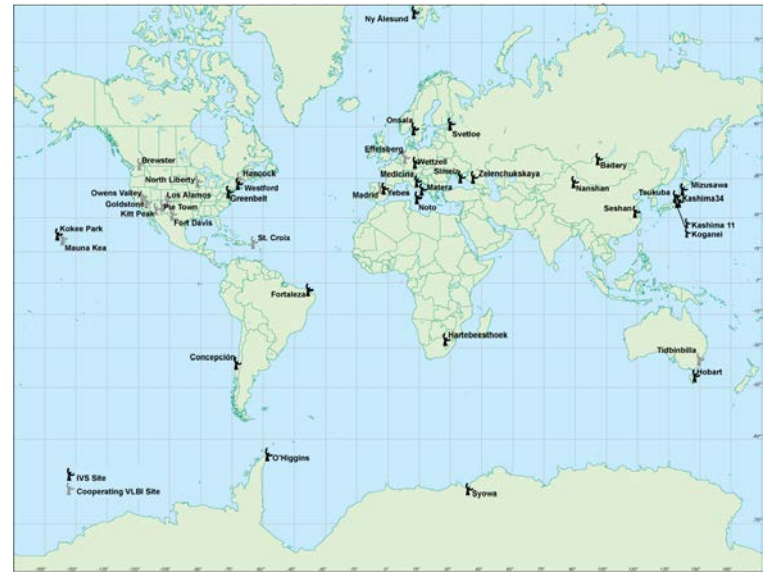 Ny Ålesund
Onsala
Svetloe
Effelsberg
Wettzell
Badary
Brewster
Medicina
Simeiz
Zelenchukskaya
Hancock
North Liberty
Westford
Nanshan
Mizusawa
Owens Valley
Los Alamos
Greenbelt
Madrid
Yebes
Matera
Tsukuba
Kashima34
Goldstone
Pie Town
Kitt Peak
Noto
Seshan
Fort Davis
Kashima 11
Kokee Park
St. Croix
Koganei
Mauna Kea
Fortaleza
Hartebeesthoek
Concepción
Tidbinbilla
Hobart
O'Higgins
IVS Site
Cooperating VLBI Site
Syowa